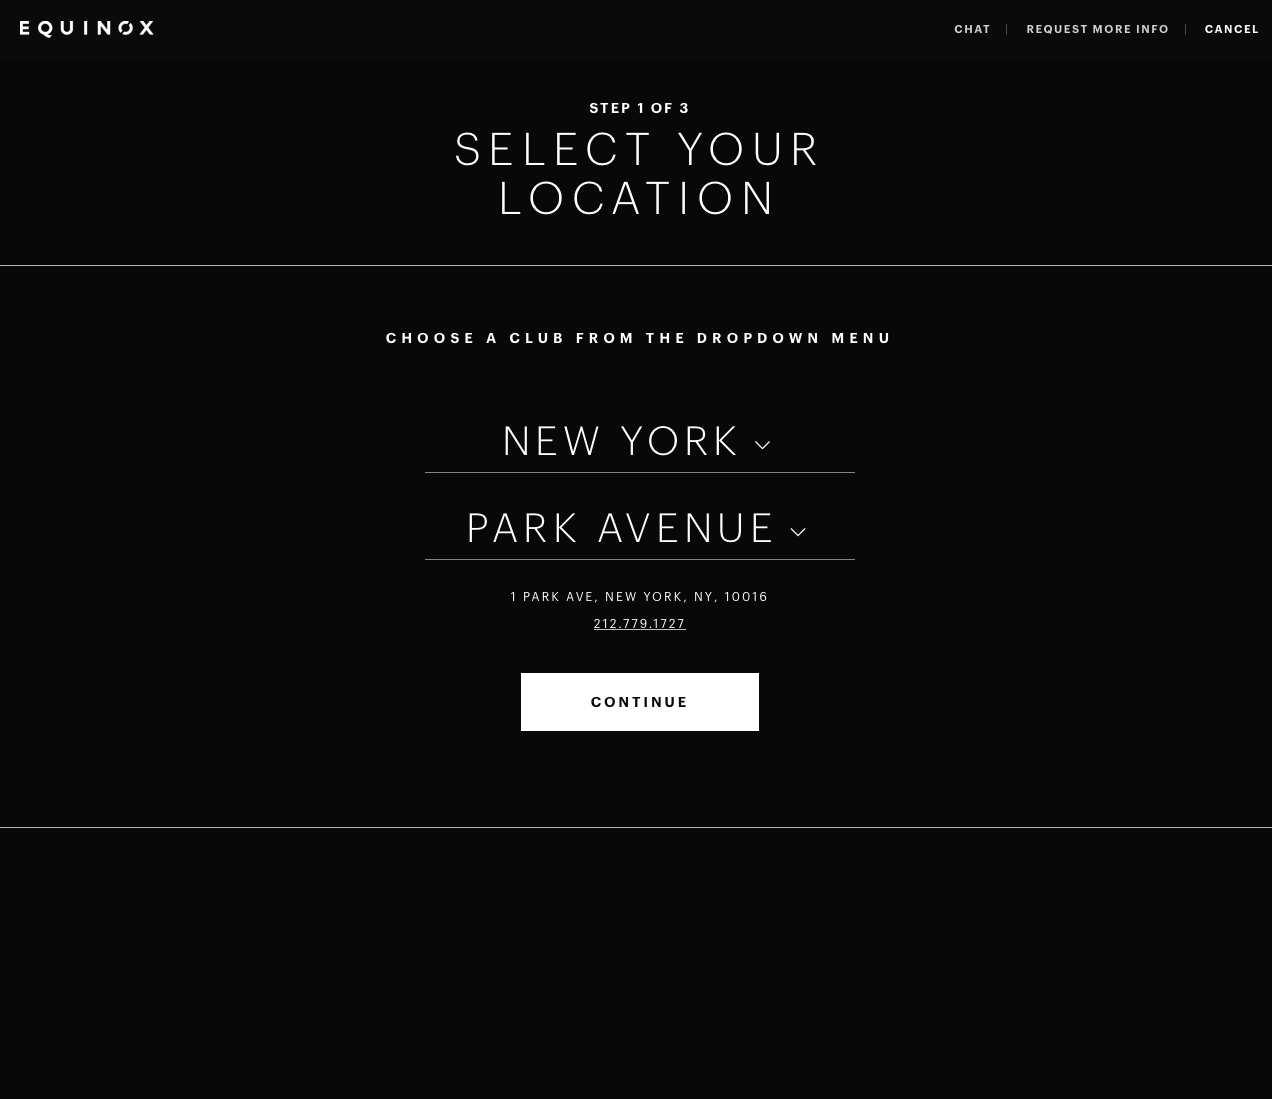 EQUINOX
CHAT
REQUEST MORE INFO
CANCEL
STEP 1 OF 3
SELECT YOUR
LOCATION
CHOOSE A CLUB FROM THE DROPDOWN MENU
NEW YORK
PARK AVENUE
1 PARK AVE, NEW YORK, NY, 10016
212.779.1727
CONTINUE